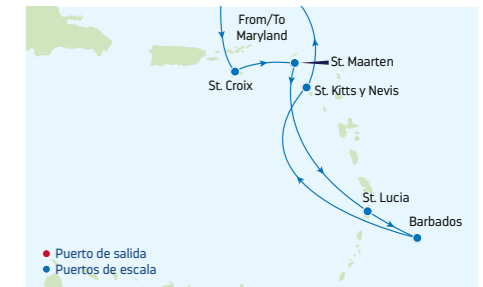 From/To
Maryland
St. Maarten
St. Croix
St. Kitts y Nevis
St. Lucia
Barbados
Puerto de salida
Puertos de escala